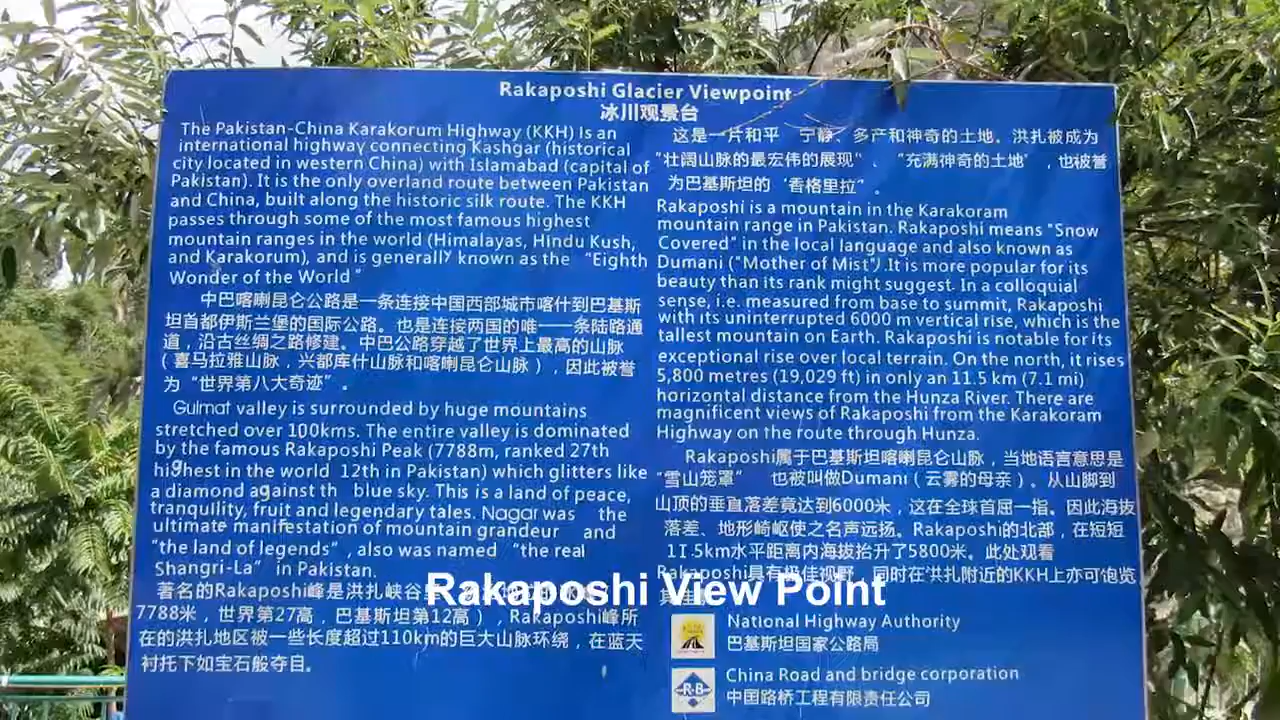 Rakaposhi Glacier Viewpoint
冰川观景台
The Pakistan-China Karakorum Highway (KKH) Is an
international highway connecting Kashgar (historical
city located in western China) with Islamabad (capital of
Pakistan). It is the only overland route between Pakistan
and China, built along the historic silk route. The KKH
passes through some of the most famous highest
mountain ranges in the world (Himalayas, Hindu Kush,
and Karakorum), and is generally known as the "Eighth
Wonder of the World"
中巴喀喇昆仑公路是一条连接中国西部城市喀什到巴基斯
坦首都伊斯兰堡的国际公路。也是连接两国的唯——条陆路通
道，沿古丝绸之路修建。中巴公路穿越了世界上最高的山脉
（喜马拉雅山脉，兴都库什山脉和喀喇昆仑山脉），因此被誉
为“世界第八大奇迹”。
Gulmat valley is surrounded by huge mountains
stretched over 100kms. The entire valley is dominated
by the famous Rakaposhi Peak (7788m, ranked 27th
highest in the world 12th in Pakistan) which glitters like
a diamond against th blue sky. This is a land of peace,
tranquility, fruit and legendary tales. Nagar was the
ultimate manifestation of mountain grandeur and
"the land of legends", also was named "the real
Shangri-La" in Pakistan.
著名的Rakaposhi峰是洪扎峡谷
7788米，世界第27高，巴基斯坦第12高），Rakaposhi峰所
在的洪扎地区被一些长度超过110km的巨大山脉环绕，在蓝天
衬托下如宝石般夺目。
这是一片和平 宁静、多产和神奇的土地。洪扎被成为
“壮阔山脉的最宏伟的展现”、“充满神奇的土地’，也被誉
为巴基斯坦的‘香格里拉”。
Rakaposhi is a mountain in the Karakoram
mountain range in Pakistan. Rakaposhi means "Snow
Covered" in the local language and also known as
Dumani ("Mother of Mist").It is more popular for its
beauty than its rank might suggest. In a colloquial
sense, i.e. measured from base to summit, Rakaposhi
with its uninterrupted 6000 m vertical rise, which is the
tallest mountain on Earth. Rakaposhi is notable for its
exceptional rise over local terrain. On the north, it rises
5,800 metres (19,029 ft) in only an 11.5 km (7.1 mi)
horizontal distance from the Hunza River. There are
magnificent views of Rakaposhi from the Karakoram
Highway on the route through Hunza.
Rakaposhi属于巴基斯坦喀喇昆仑山脉，当地语言意思是
“雪山笼罩” 也被叫做Dumani（云雾的母亲）。从山脚到
山顶的垂直落差竟达到6000米，这在全球首屈一指。因此海拔
落差、地形崎岖使之名声远扬。Rakaposhi的北部，在短短
11.5km水平距离内海拔抬升了5800米。此处观看
Rakaposhi具有极佳视野，同时在洪扎附近的KKH上亦可饱览
Rakaposhi View Point
National Highway Authority
巴基斯坦国家公路局
R·B
China Road and bridge corporation
中国路桥工程有限责任公司